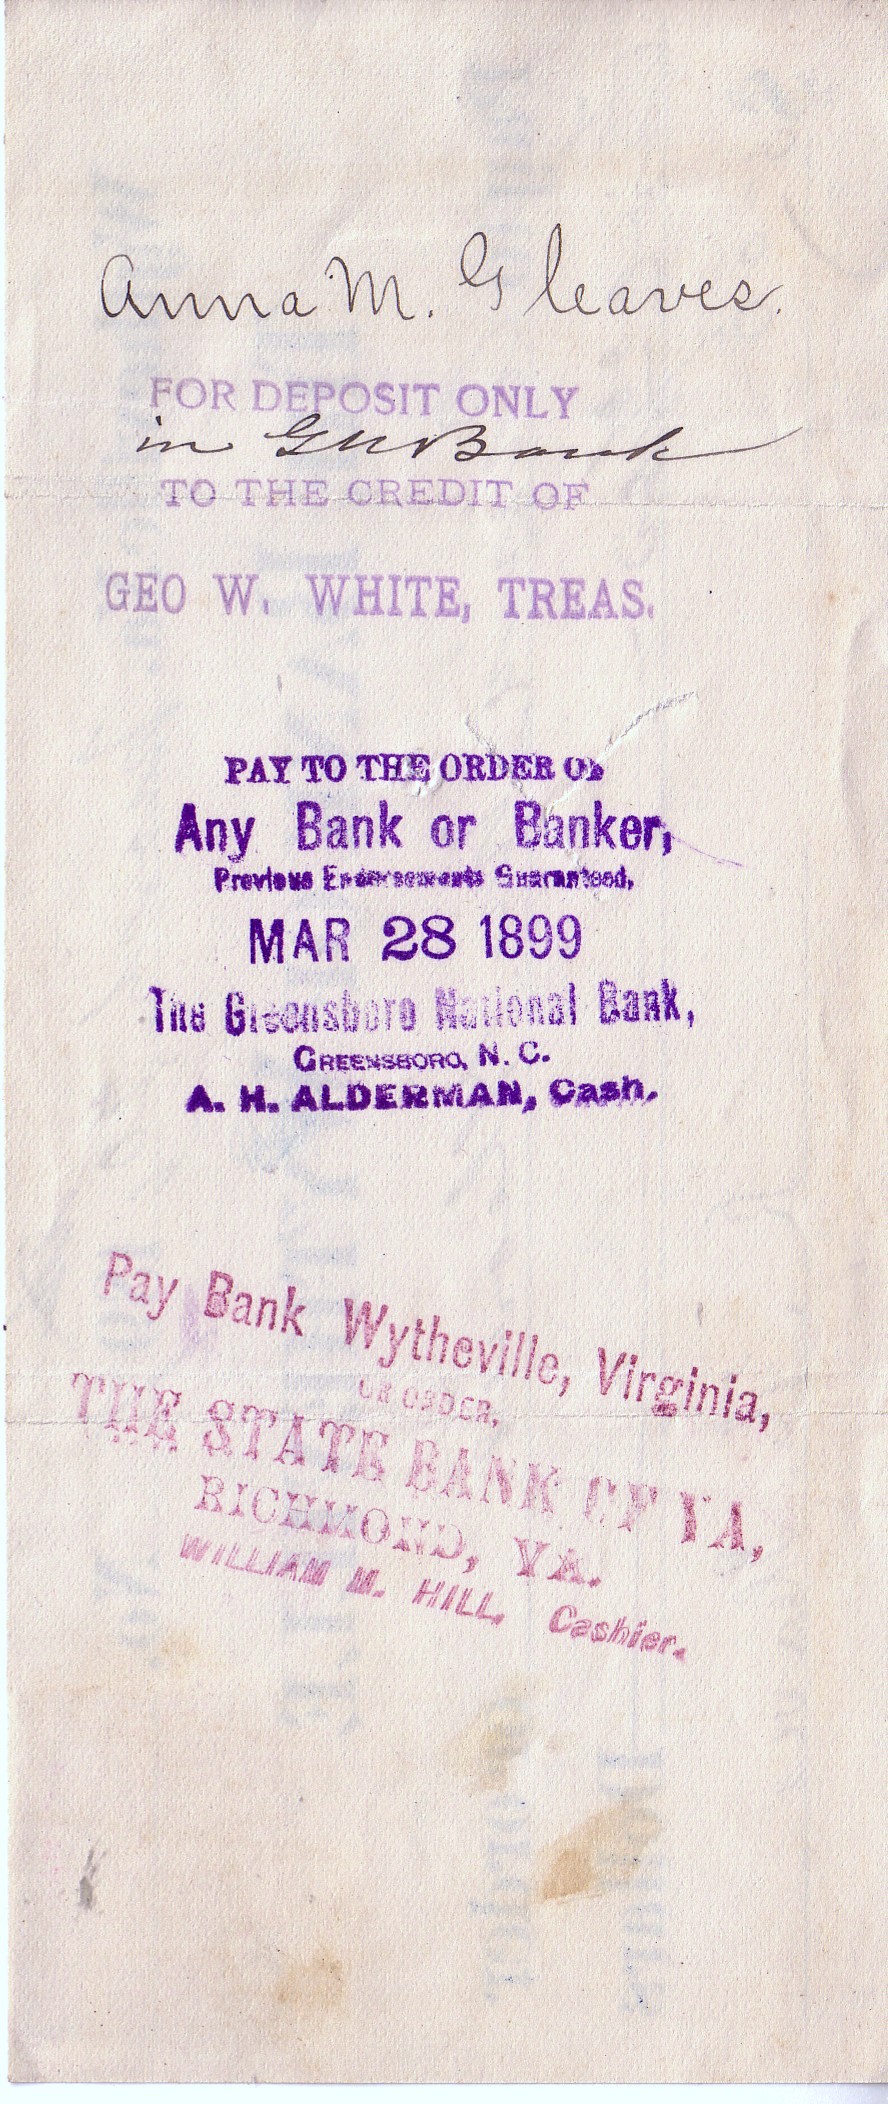 Anna M. Gleaves.
FOR DEPOSIT ONLY
in GN Bank
TO THE CREDIT OF
GEO W. WHITE, TREAS.
PAY TO THE ORDER OF
Any Bank or Banker,
Previous Endorsements Guaranteed,
MAR 28 1899
The Greensboro National Bank,
GREENSBORO, N. C.
A. H. ALDERMAN, Cash.
Pay Bank Wytheville, Virginia,
OR ORDER,
THE STATE BANK OF VA,
RICHMOND, VA.
WILLIAM M. HILL, Cashier.